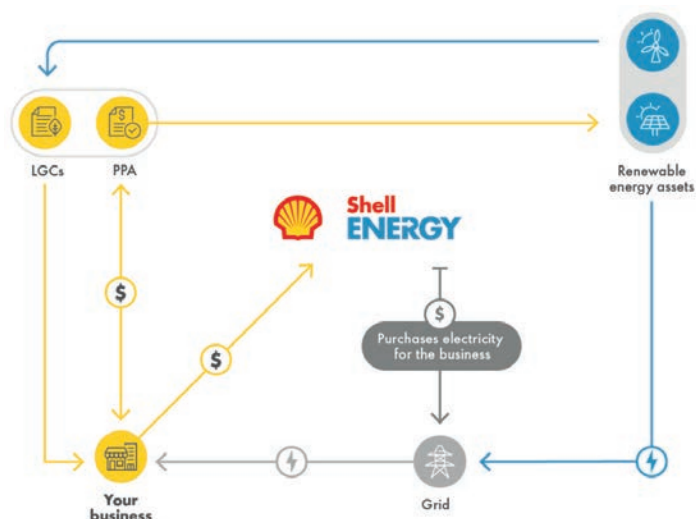 LGCs
PPA
Renewable
energy assets
Shell
ENERGY
$
$
$
Purchases electricity
for the business
Your
business
Grid